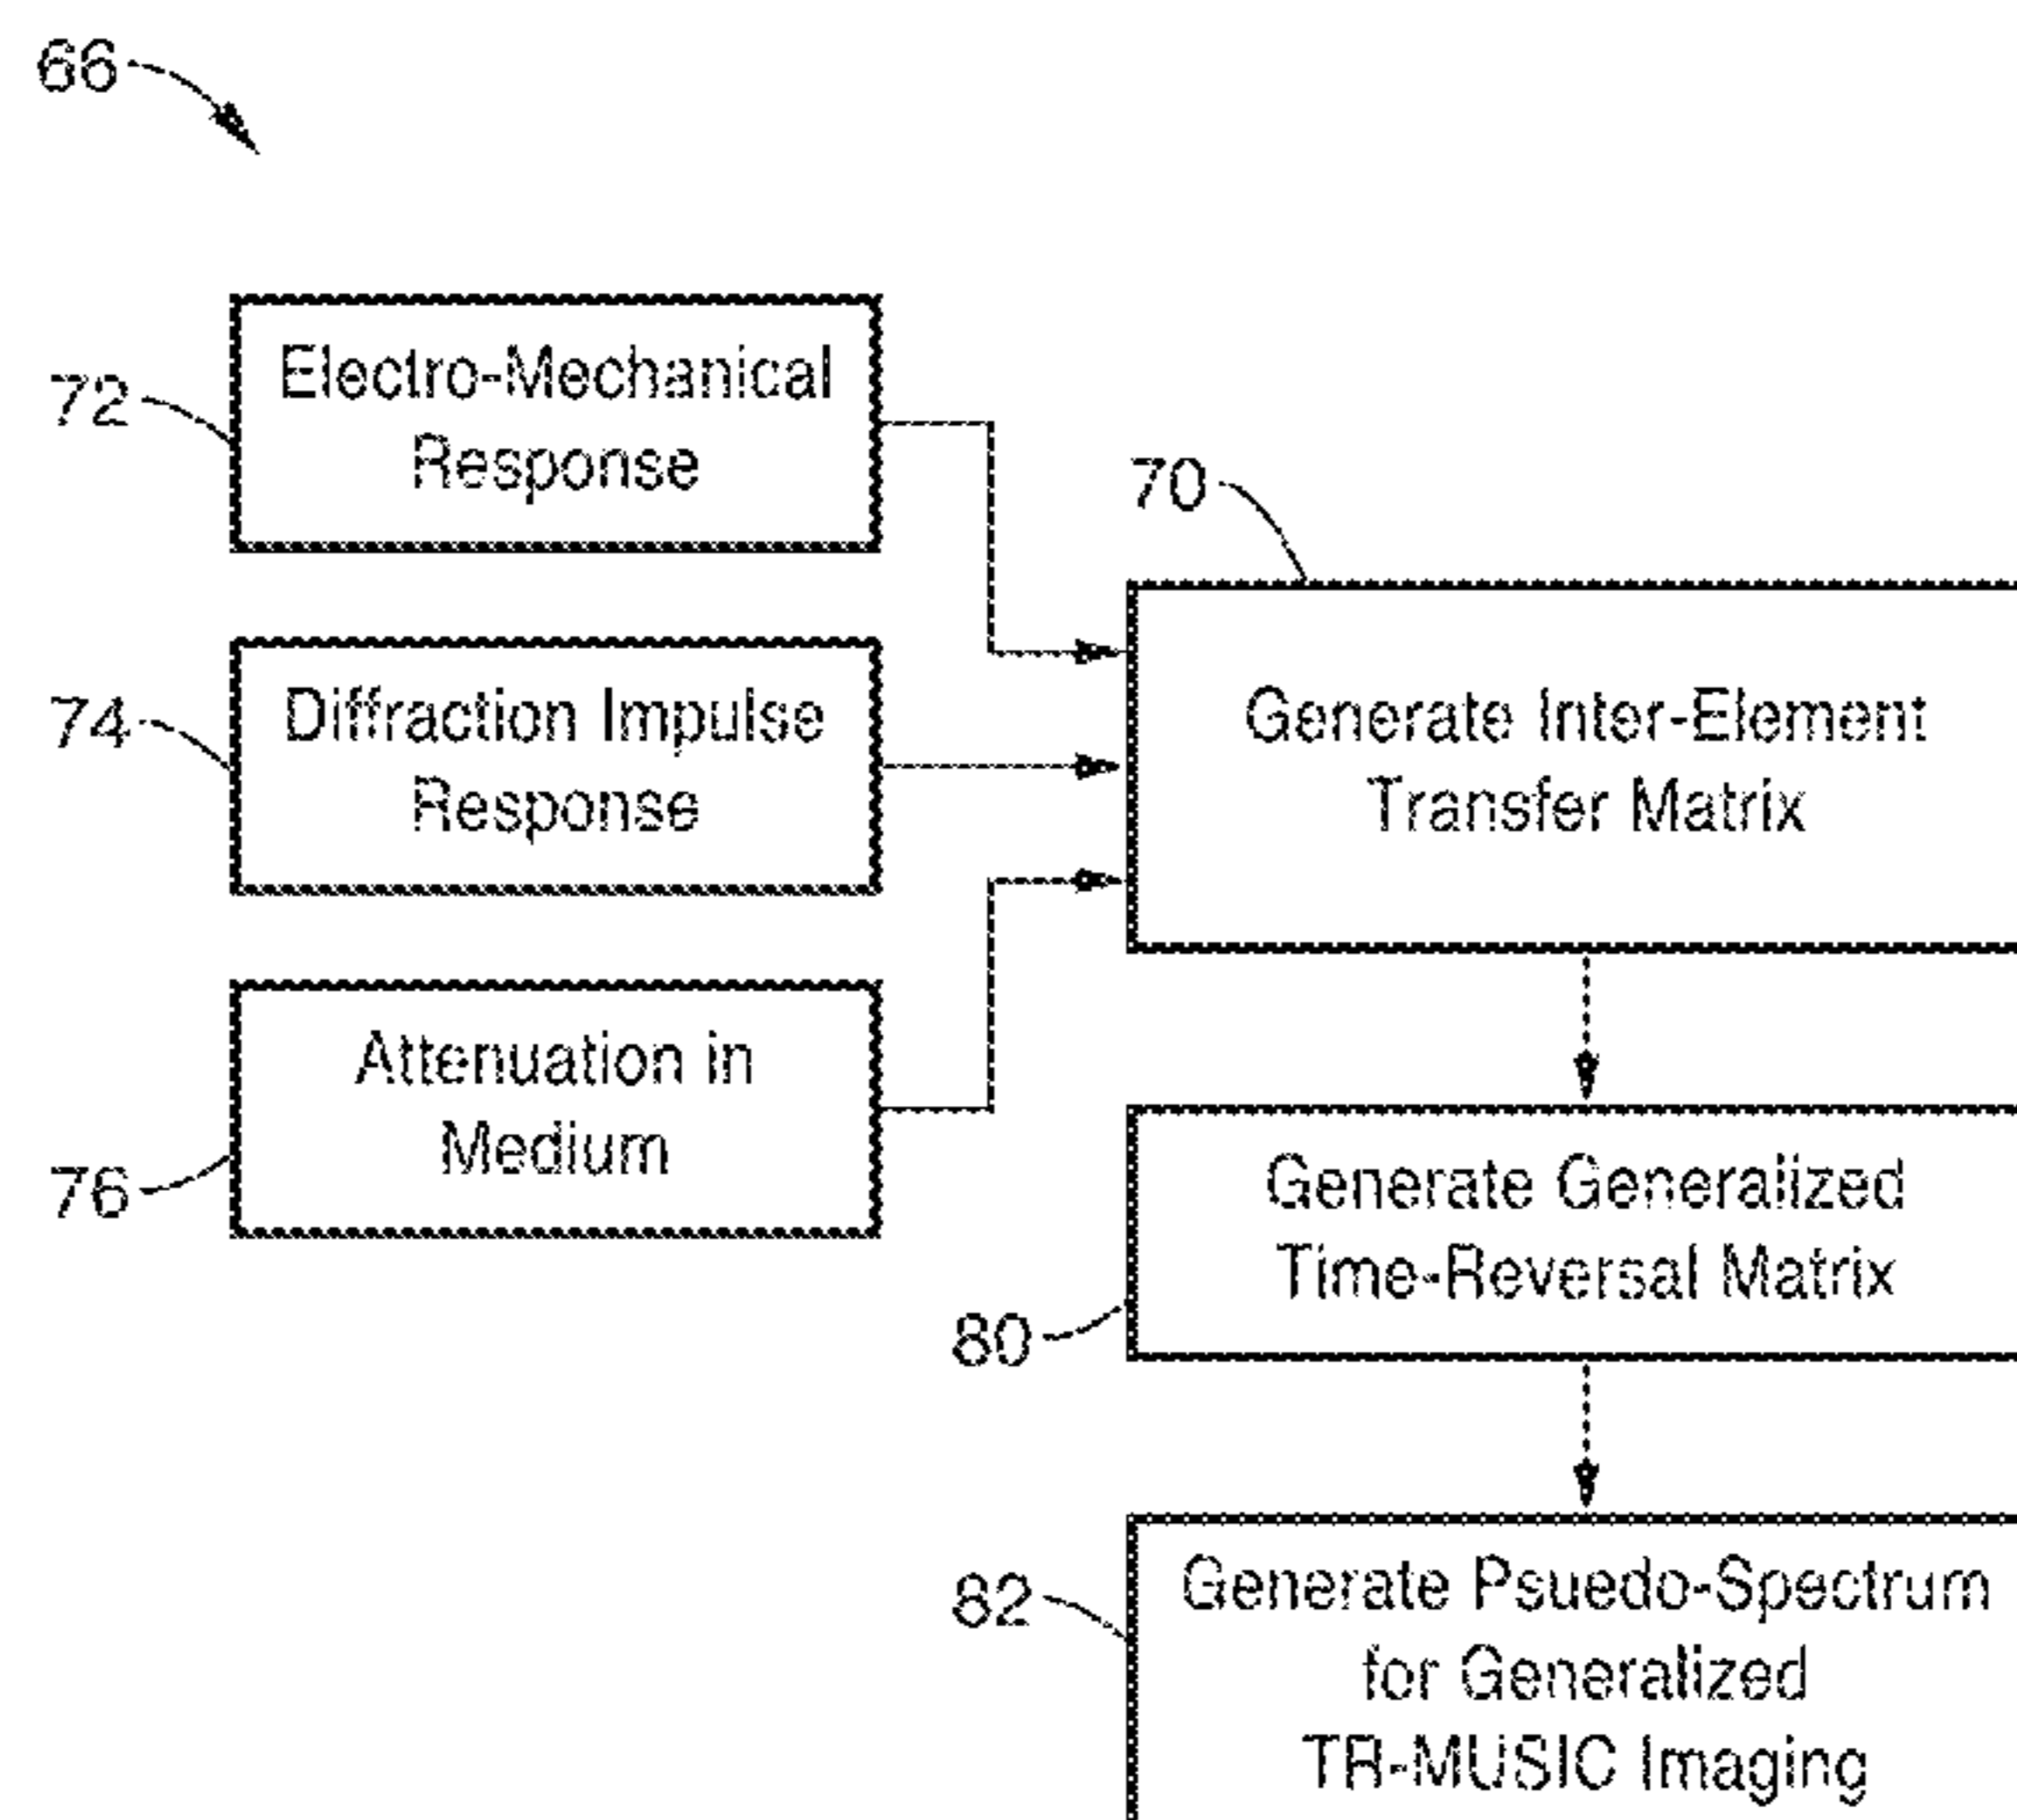 66
72
Electro-Mechanical
Response
70
74
Diffraction Impulse
Response
Generate Inter-Element
Transfer Matrix
76
Attenuation in
Medium
80
Generate Generalized
Time-Reversal Matrix
82
Generate Psuedo-Spectrum
for Generalized
TR-MUSIC Imaging